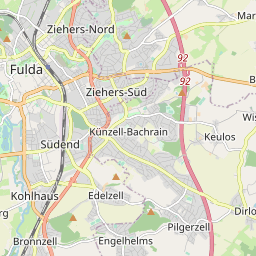 Ziehers-Nord
Mar
92
92
Fulda
B
Ziehers-Süd
Künzell-Bachrain
Wis
Keulos
Südend
Kohlhaus
Edelzell
rg
Dirlo
Pilgerzell
Bronnzell
Engelhelms